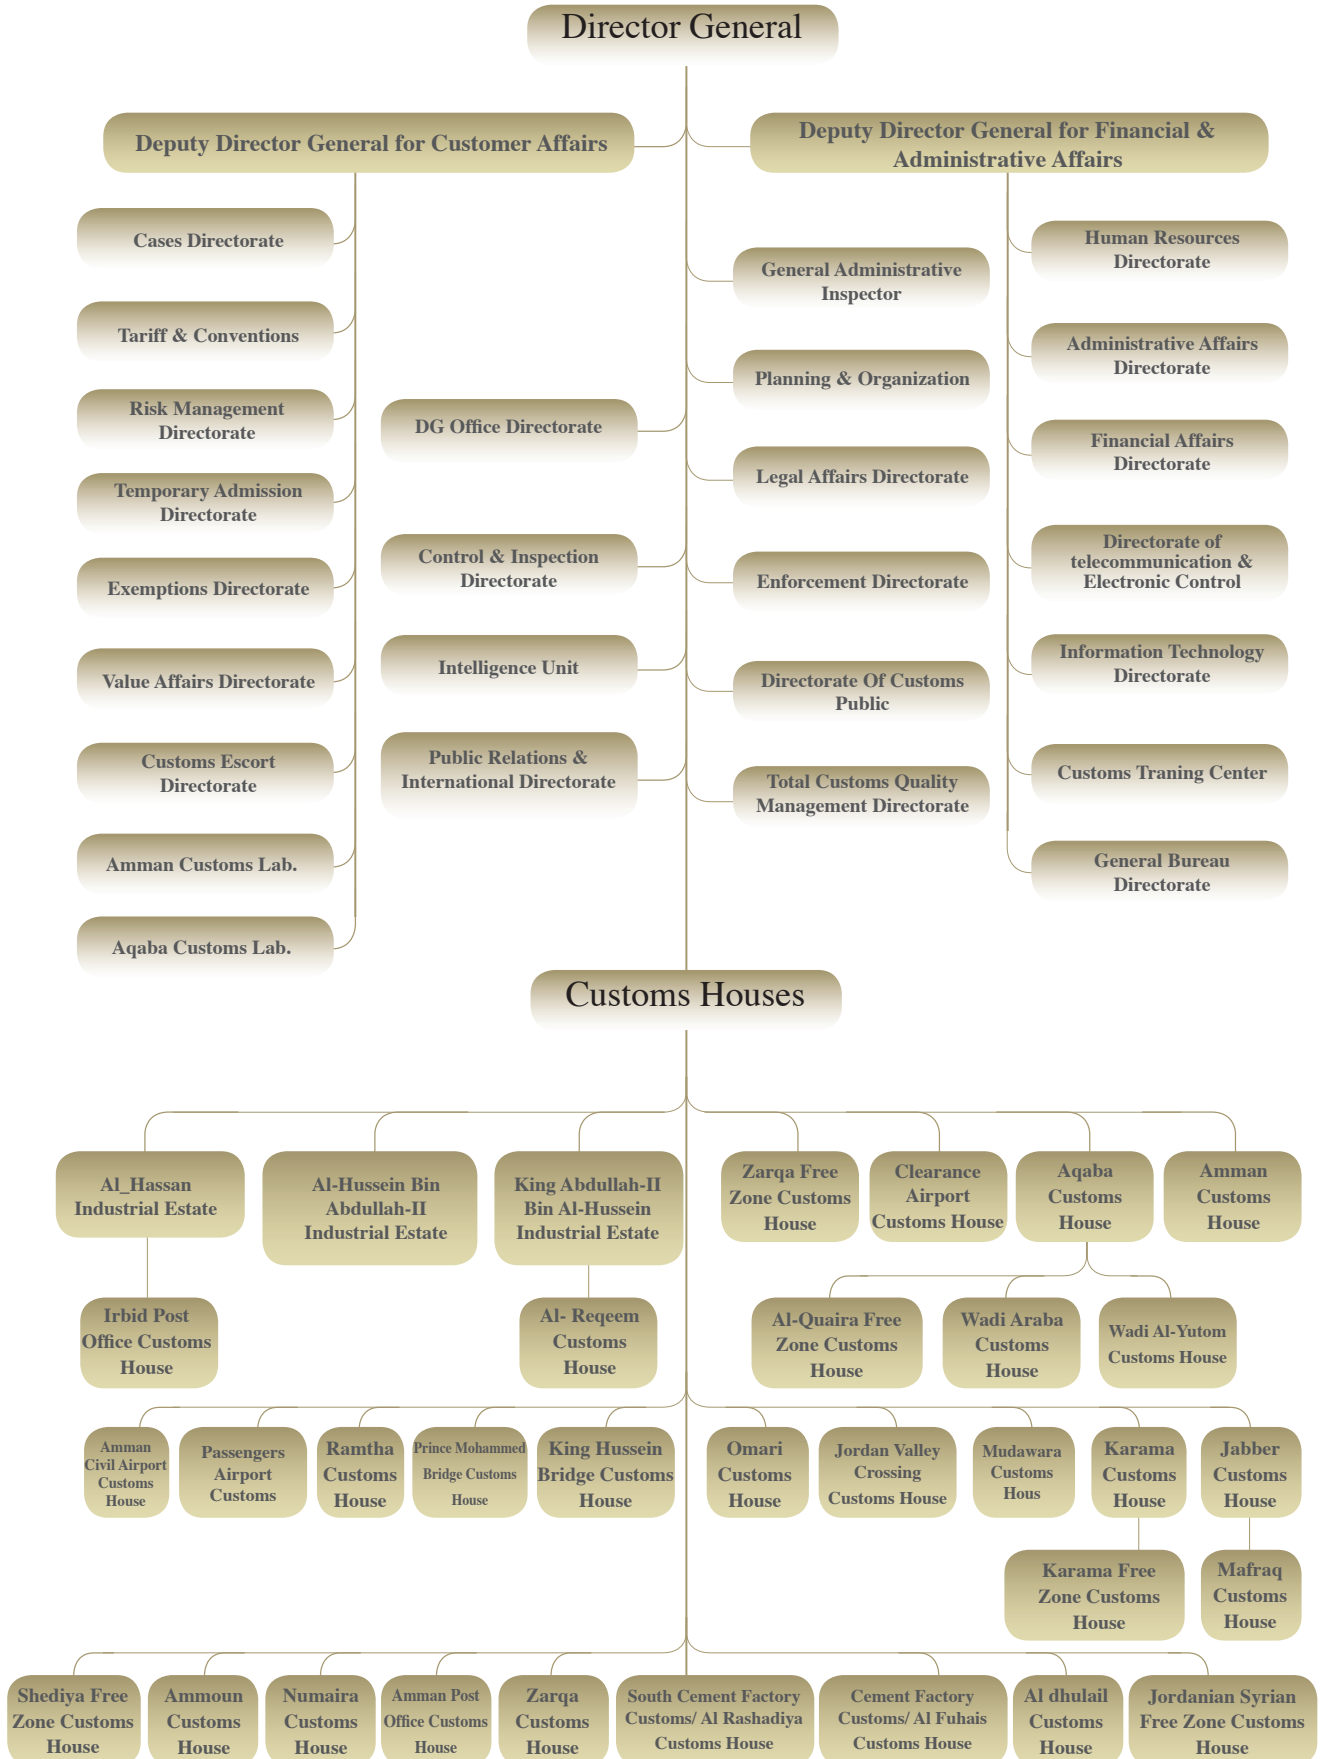 Director General
Deputy Director General for Customer Affairs
Deputy Director General for Financial &
Administrative Affairs
Cases Directorate
Tariff & Conventions
Risk Management
Directorate
Temporary Admission
Directorate
Exemptions Directorate
Value Affairs Directorate
Customs Escort
Directorate
Amman Customs Lab.
Aqaba Customs Lab.
DG Office Directorate
Control & Inspection
Directorate
Intelligence Unit
Public Relations &
International Directorate
General Administrative
Inspector
Planning & Organization
Legal Affairs Directorate
Enforcement Directorate
Directorate Of Customs
Public
Total Customs Quality
Management Directorate
Human Resources
Directorate
Administrative Affairs
Directorate
Financial Affairs
Directorate
Directorate of
telecommunication &
Electronic Control
Information Technology
Directorate
Customs Traning Center
General Bureau
Directorate
Customs Houses
Al_Hassan
Industrial Estate
Al-Hussein Bin
Abdullah-II
Industrial Estate
King Abdullah-II
Bin Al-Hussein
Industrial Estate
Zarqa Free
Zone Customs
House
Clearance
Airport
Customs House
Aqaba
Customs
House
Amman
Customs
House
Irbid Post
Office Customs
House
Al- Reqeem
Customs
House
Al-Quaira Free
Zone Customs
House
Wadi Araba
Customs
House
Wadi Al-Yutom
Customs House
Amman
Civil Airport
Customs
House
Passengers
Airport
Customs
Ramtha
Customs
House
Prince Mohammed
Bridge Customs
House
King Hussein
Bridge Customs
House
Omari
Customs
House
Jordan Valley
Crossing
Customs House
Mudawara
Customs
Hous
Karama
Customs
House
Jabber
Customs
House
Karama Free
Zone Customs
House
Mafraq
Customs
House
Shediya Free
Zone Customs
House
Ammoun
Customs
House
Numaira
Customs
House
Amman Post
Office Customs
House
Zarqa
Customs
House
South Cement Factory
Customs/ Al Rashadiya
Customs House
Cement Factory
Customs/ Al Fuhais
Customs House
Al dhulail
Customs
House
Jordanian Syrian
Free Zone Customs
House